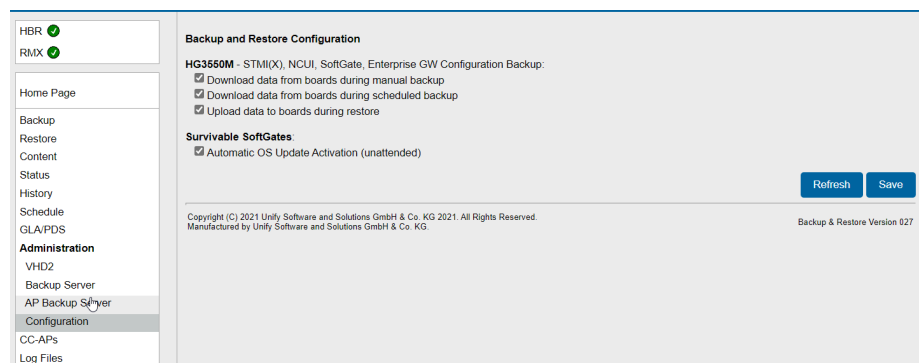 HBR
RMX
Home Page
Backup
Restore
Content
Status
History
Schedule
GLA/PDS
Administration
VHD2
Backup Server
AP Backup Server
Configuration
CC-APs
Log Files
Backup and Restore Configuration
HG3550M - STMI(X), NCUI, SoftGate, Enterprise GW Configuration Backup:
Download data from boards during manual backup
Download data from boards during scheduled backup
Upload data to boards during restore
Survivable SoftGates:
Automatic OS Update Activation (unattended)
Refresh Save
Copyright (C) 2021 Unify Software and Solutions GmbH & Co. KG 2021. All Rights Reserved.
Manufactured by Unify Software and Solutions GmbH & Co. KG.
Backup & Restore Version 027